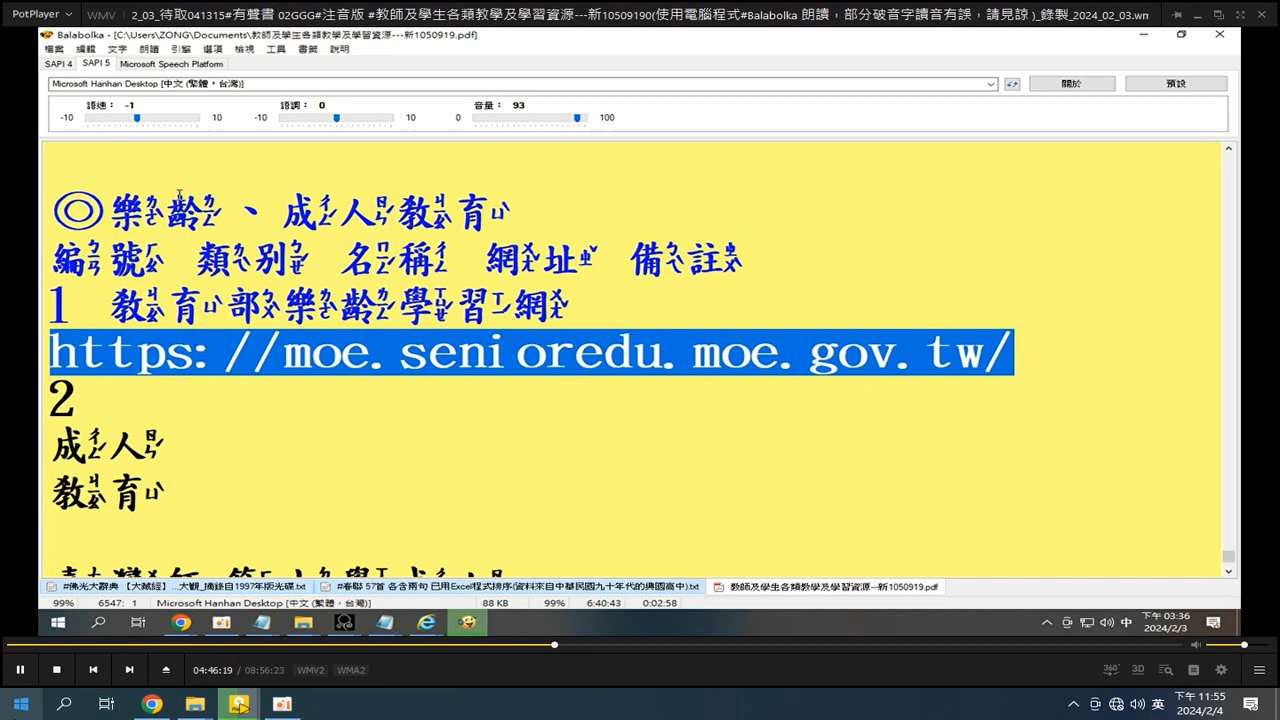 PotPlayer WMV 2_03_待取041315#有聲書 02GGG#注音版 #教師及學生各類教學及學習資源---新10509190(使用電腦程式#Balabolka 朗讀，部分破音字讀音有誤，請見諒 )_錄製_2024_02_03.wn
Balabolka - [C:\Users\ZONG\Documents\教師及學生各類教學及學習資源---新1050919.pdf]
檔案 編輯 文字 朗讀 引擎 選項 檢視 工具 書籤 說明
SAPI 4 SAPI 5 Microsoft Speech Platform
Microsoft Hanhan Desktop [中文 (繁體，台灣)] 關於 預設
語速： -1 語調： 0 音量： 93
-10 10 -10 10 0 100
◎樂齡、成人教育
編號 類別 名稱 網址 備註
1 教育部樂齡學習網
https://moe.senioredu.moe.gov.tw/
2
成人
教育
#佛光大辭典 【大藏經】...大觀_摘錄自1997年版光碟.txt #春聯 57首 各含兩句 已用Excel程式排序(資料來自中華民國九十年代的興國高中).txt 教師及學生各類教學及學習資源---新1050919.pdf
99% 6547: 1 Microsoft Hanhan Desktop [中文 (繁體，台灣)] 88 KB 99% 6:40:43 0:02:58
中 下午 03:36
2024/2/3
04:46:19 / 08:56:23 WMV2 WMA2 360° 3D
英 下午 11:55
2024/2/4